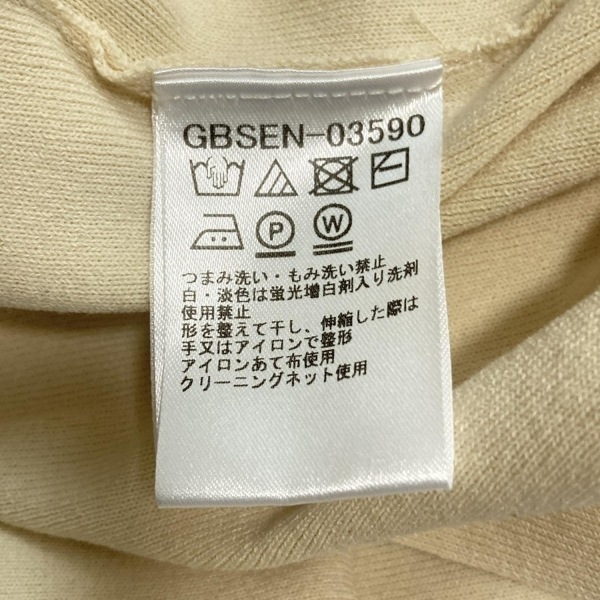 GBSEN-03590
P W
つまみ洗い・もみ洗い禁止
白・淡色は蛍光増白剤入り洗剤
使用禁止
形を整えて干し、伸縮した際は
手又はアイロンで整形
アイロンあて布使用
クリーニングネット使用